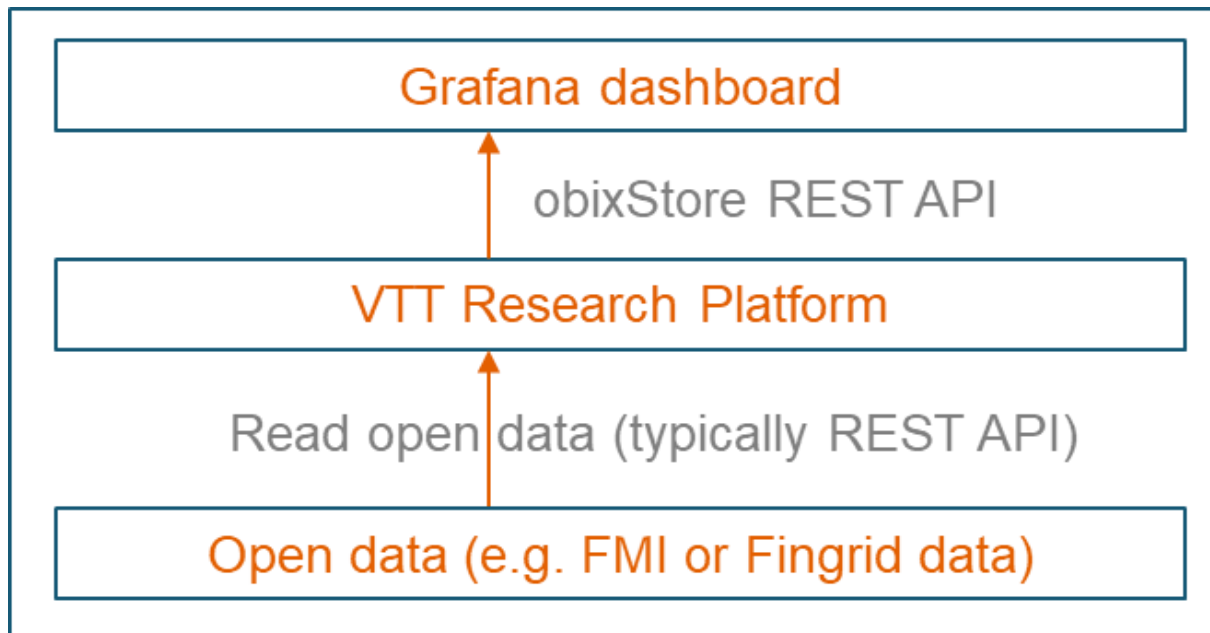 Grafana dashboard
obixStore REST API
VTT Research Platform
Read open data (typically REST API)
Open data (e.g. FMI or Fingrid data)